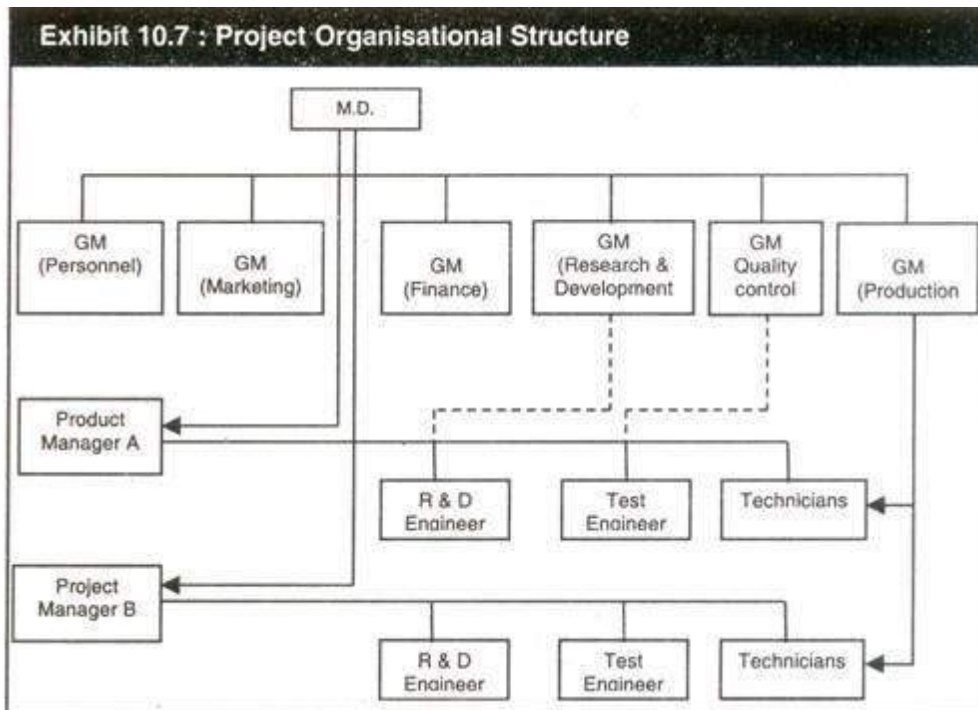 Exhibit 10.7 : Project Organisational Structure
M.D.
GM
(Personnel)
GM
(Marketing)
GM
(Finance)
GM
(Research &
Development
GM
Quality
control
GM
(Production
Product
Manager A
R & D
Engineer
Test
Engineer
Technicians
Project
Manager B
R & D
Engineer
Test
Engineer
Technicians